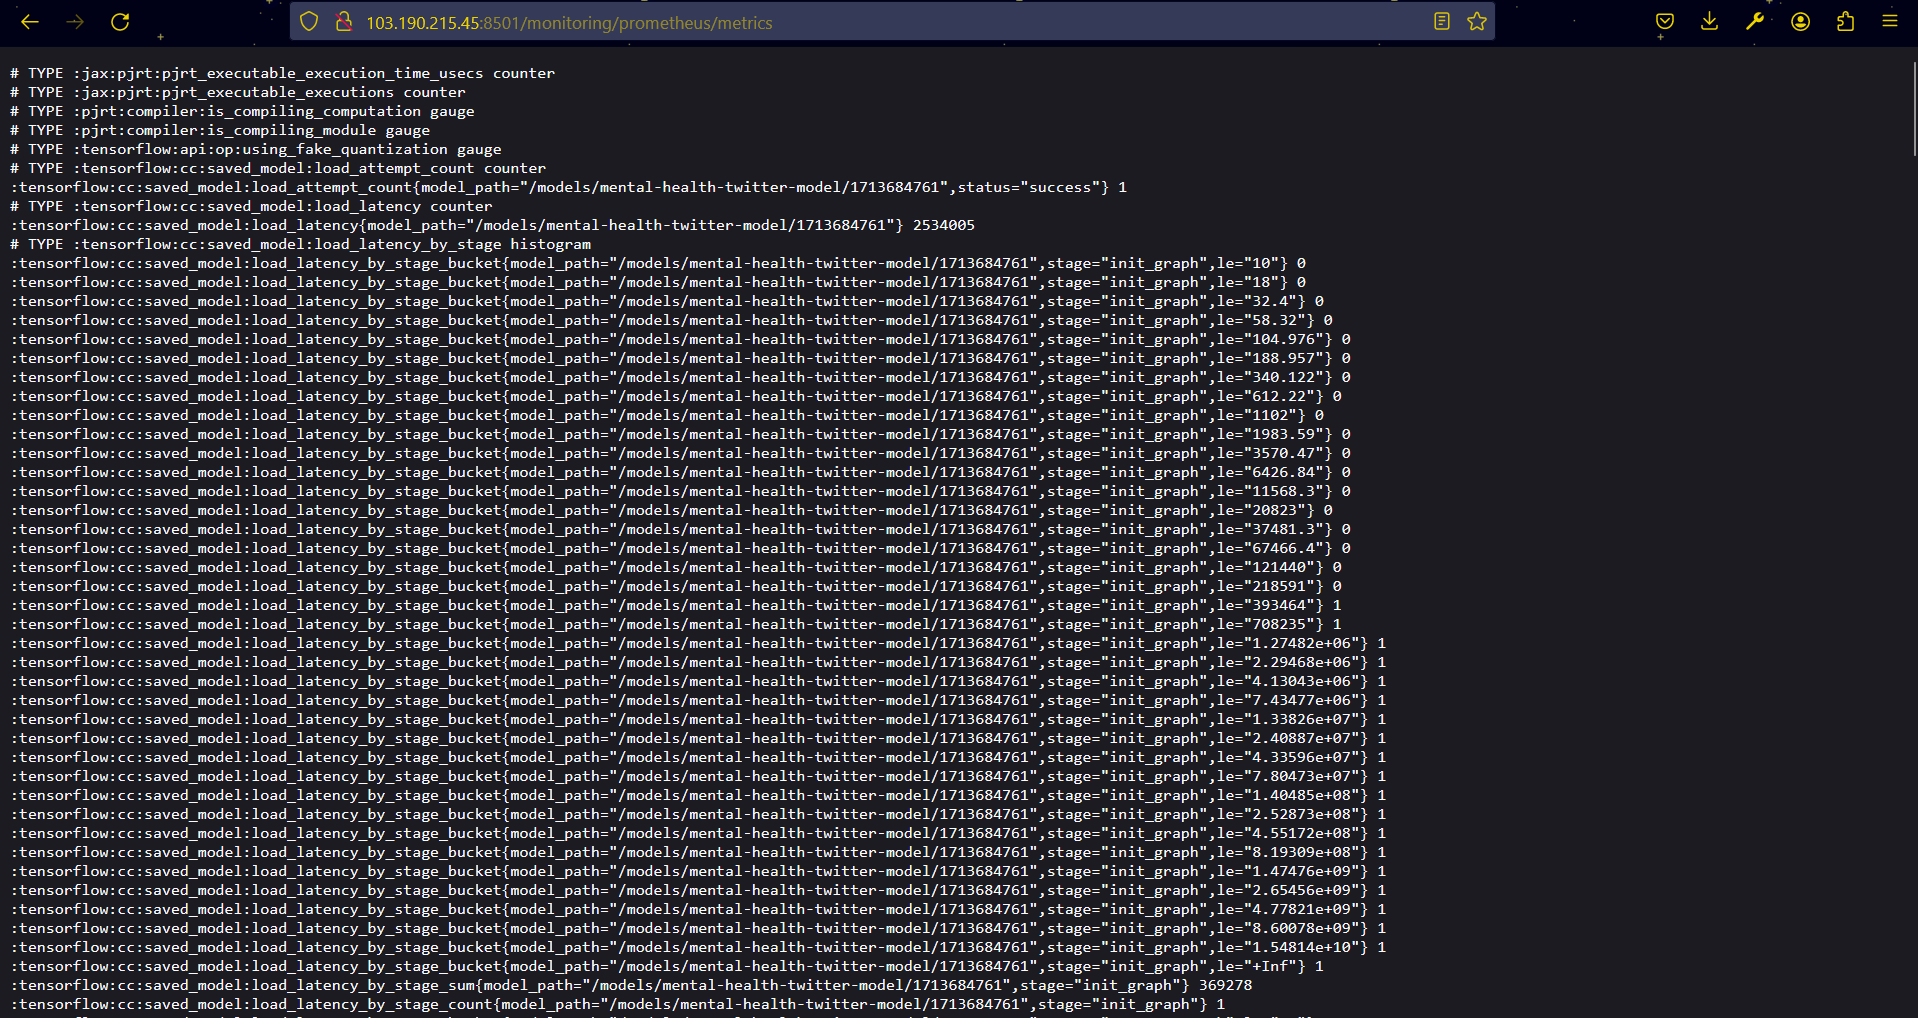 103.190.215.45:8501/monitoring/prometheus/metrics
# TYPE :jax:pjrt:pjrt_executable_execution_time_usecs counter
# TYPE :jax:pjrt:pjrt_executable_executions counter
# TYPE :pjrt:compiler:is_compiling_computation gauge
# TYPE :pjrt:compiler:is_compiling_module gauge
# TYPE :tensorflow:api:op:using_fake_quantization gauge
# TYPE :tensorflow:cc:saved_model:load_attempt_count counter
:tensorflow:cc:saved_model:load_attempt_count{model_path="/models/mental-health-twitter-model/1713684761",status="success"} 1
# TYPE :tensorflow:cc:saved_model:load_latency counter
:tensorflow:cc:saved_model:load_latency{model_path="/models/mental-health-twitter-model/1713684761"} 2534005
# TYPE :tensorflow:cc:saved_model:load_latency_by_stage histogram
:tensorflow:cc:saved_model:load_latency_by_stage_bucket{model_path="/models/mental-health-twitter-model/1713684761",stage="init_graph",le="10"} 0
:tensorflow:cc:saved_model:load_latency_by_stage_bucket{model_path="/models/mental-health-twitter-model/1713684761",stage="init_graph",le="18"} 0
:tensorflow:cc:saved_model:load_latency_by_stage_bucket{model_path="/models/mental-health-twitter-model/1713684761",stage="init_graph",le="32.4"} 0
:tensorflow:cc:saved_model:load_latency_by_stage_bucket{model_path="/models/mental-health-twitter-model/1713684761",stage="init_graph",le="58.32"} 0
:tensorflow:cc:saved_model:load_latency_by_stage_bucket{model_path="/models/mental-health-twitter-model/1713684761",stage="init_graph",le="104.976"} 0
:tensorflow:cc:saved_model:load_latency_by_stage_bucket{model_path="/models/mental-health-twitter-model/1713684761",stage="init_graph",le="188.957"} 0
:tensorflow:cc:saved_model:load_latency_by_stage_bucket{model_path="/models/mental-health-twitter-model/1713684761",stage="init_graph",le="340.122"} 0
:tensorflow:cc:saved_model:load_latency_by_stage_bucket{model_path="/models/mental-health-twitter-model/1713684761",stage="init_graph",le="612.22"} 0
:tensorflow:cc:saved_model:load_latency_by_stage_bucket{model_path="/models/mental-health-twitter-model/1713684761",stage="init_graph",le="1102"} 0
:tensorflow:cc:saved_model:load_latency_by_stage_bucket{model_path="/models/mental-health-twitter-model/1713684761",stage="init_graph",le="1983.59"} 0
:tensorflow:cc:saved_model:load_latency_by_stage_bucket{model_path="/models/mental-health-twitter-model/1713684761",stage="init_graph",le="3570.47"} 0
:tensorflow:cc:saved_model:load_latency_by_stage_bucket{model_path="/models/mental-health-twitter-model/1713684761",stage="init_graph",le="6426.84"} 0
:tensorflow:cc:saved_model:load_latency_by_stage_bucket{model_path="/models/mental-health-twitter-model/1713684761",stage="init_graph",le="11568.3"} 0
:tensorflow:cc:saved_model:load_latency_by_stage_bucket{model_path="/models/mental-health-twitter-model/1713684761",stage="init_graph",le="20823"} 0
:tensorflow:cc:saved_model:load_latency_by_stage_bucket{model_path="/models/mental-health-twitter-model/1713684761",stage="init_graph",le="37481.3"} 0
:tensorflow:cc:saved_model:load_latency_by_stage_bucket{model_path="/models/mental-health-twitter-model/1713684761",stage="init_graph",le="67466.4"} 0
:tensorflow:cc:saved_model:load_latency_by_stage_bucket{model_path="/models/mental-health-twitter-model/1713684761",stage="init_graph",le="121440"} 0
:tensorflow:cc:saved_model:load_latency_by_stage_bucket{model_path="/models/mental-health-twitter-model/1713684761",stage="init_graph",le="218591"} 0
:tensorflow:cc:saved_model:load_latency_by_stage_bucket{model_path="/models/mental-health-twitter-model/1713684761",stage="init_graph",le="393464"} 1
:tensorflow:cc:saved_model:load_latency_by_stage_bucket{model_path="/models/mental-health-twitter-model/1713684761",stage="init_graph",le="708235"} 1
:tensorflow:cc:saved_model:load_latency_by_stage_bucket{model_path="/models/mental-health-twitter-model/1713684761",stage="init_graph",le="1.27482e+06"} 1
:tensorflow:cc:saved_model:load_latency_by_stage_bucket{model_path="/models/mental-health-twitter-model/1713684761",stage="init_graph",le="2.29468e+06"} 1
:tensorflow:cc:saved_model:load_latency_by_stage_bucket{model_path="/models/mental-health-twitter-model/1713684761",stage="init_graph",le="4.13043e+06"} 1
:tensorflow:cc:saved_model:load_latency_by_stage_bucket{model_path="/models/mental-health-twitter-model/1713684761",stage="init_graph",le="7.43477e+06"} 1
:tensorflow:cc:saved_model:load_latency_by_stage_bucket{model_path="/models/mental-health-twitter-model/1713684761",stage="init_graph",le="1.33826e+07"} 1
:tensorflow:cc:saved_model:load_latency_by_stage_bucket{model_path="/models/mental-health-twitter-model/1713684761",stage="init_graph",le="2.40887e+07"} 1
:tensorflow:cc:saved_model:load_latency_by_stage_bucket{model_path="/models/mental-health-twitter-model/1713684761",stage="init_graph",le="4.33596e+07"} 1
:tensorflow:cc:saved_model:load_latency_by_stage_bucket{model_path="/models/mental-health-twitter-model/1713684761",stage="init_graph",le="7.80473e+07"} 1
:tensorflow:cc:saved_model:load_latency_by_stage_bucket{model_path="/models/mental-health-twitter-model/1713684761",stage="init_graph",le="1.40485e+08"} 1
:tensorflow:cc:saved_model:load_latency_by_stage_bucket{model_path="/models/mental-health-twitter-model/1713684761",stage="init_graph",le="2.52873e+08"} 1
:tensorflow:cc:saved_model:load_latency_by_stage_bucket{model_path="/models/mental-health-twitter-model/1713684761",stage="init_graph",le="4.55172e+08"} 1
:tensorflow:cc:saved_model:load_latency_by_stage_bucket{model_path="/models/mental-health-twitter-model/1713684761",stage="init_graph",le="8.19309e+08"} 1
:tensorflow:cc:saved_model:load_latency_by_stage_bucket{model_path="/models/mental-health-twitter-model/1713684761",stage="init_graph",le="1.47476e+09"} 1
:tensorflow:cc:saved_model:load_latency_by_stage_bucket{model_path="/models/mental-health-twitter-model/1713684761",stage="init_graph",le="2.65456e+09"} 1
:tensorflow:cc:saved_model:load_latency_by_stage_bucket{model_path="/models/mental-health-twitter-model/1713684761",stage="init_graph",le="4.77821e+09"} 1
:tensorflow:cc:saved_model:load_latency_by_stage_bucket{model_path="/models/mental-health-twitter-model/1713684761",stage="init_graph",le="8.60078e+09"} 1
:tensorflow:cc:saved_model:load_latency_by_stage_bucket{model_path="/models/mental-health-twitter-model/1713684761",stage="init_graph",le="1.54814e+10"} 1
:tensorflow:cc:saved_model:load_latency_by_stage_bucket{model_path="/models/mental-health-twitter-model/1713684761",stage="init_graph",le="+Inf"} 1
:tensorflow:cc:saved_model:load_latency_by_stage_sum{model_path="/models/mental-health-twitter-model/1713684761",stage="init_graph"} 369278
:tensorflow:cc:saved_model:load_latency_by_stage_count{model_path="/models/mental-health-twitter-model/1713684761",stage="init_graph"} 1